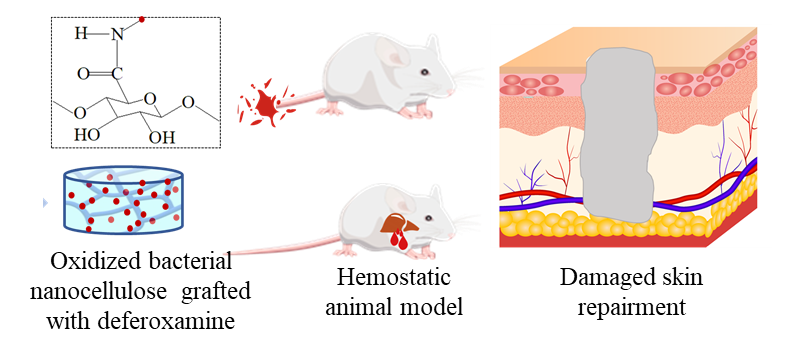 H
N
O
C
O
O
O
HO
OH
Oxidized bacterial
nanocellulose grafted
with deferoxamine
Hemostatic
animal model
Damaged skin
repairment